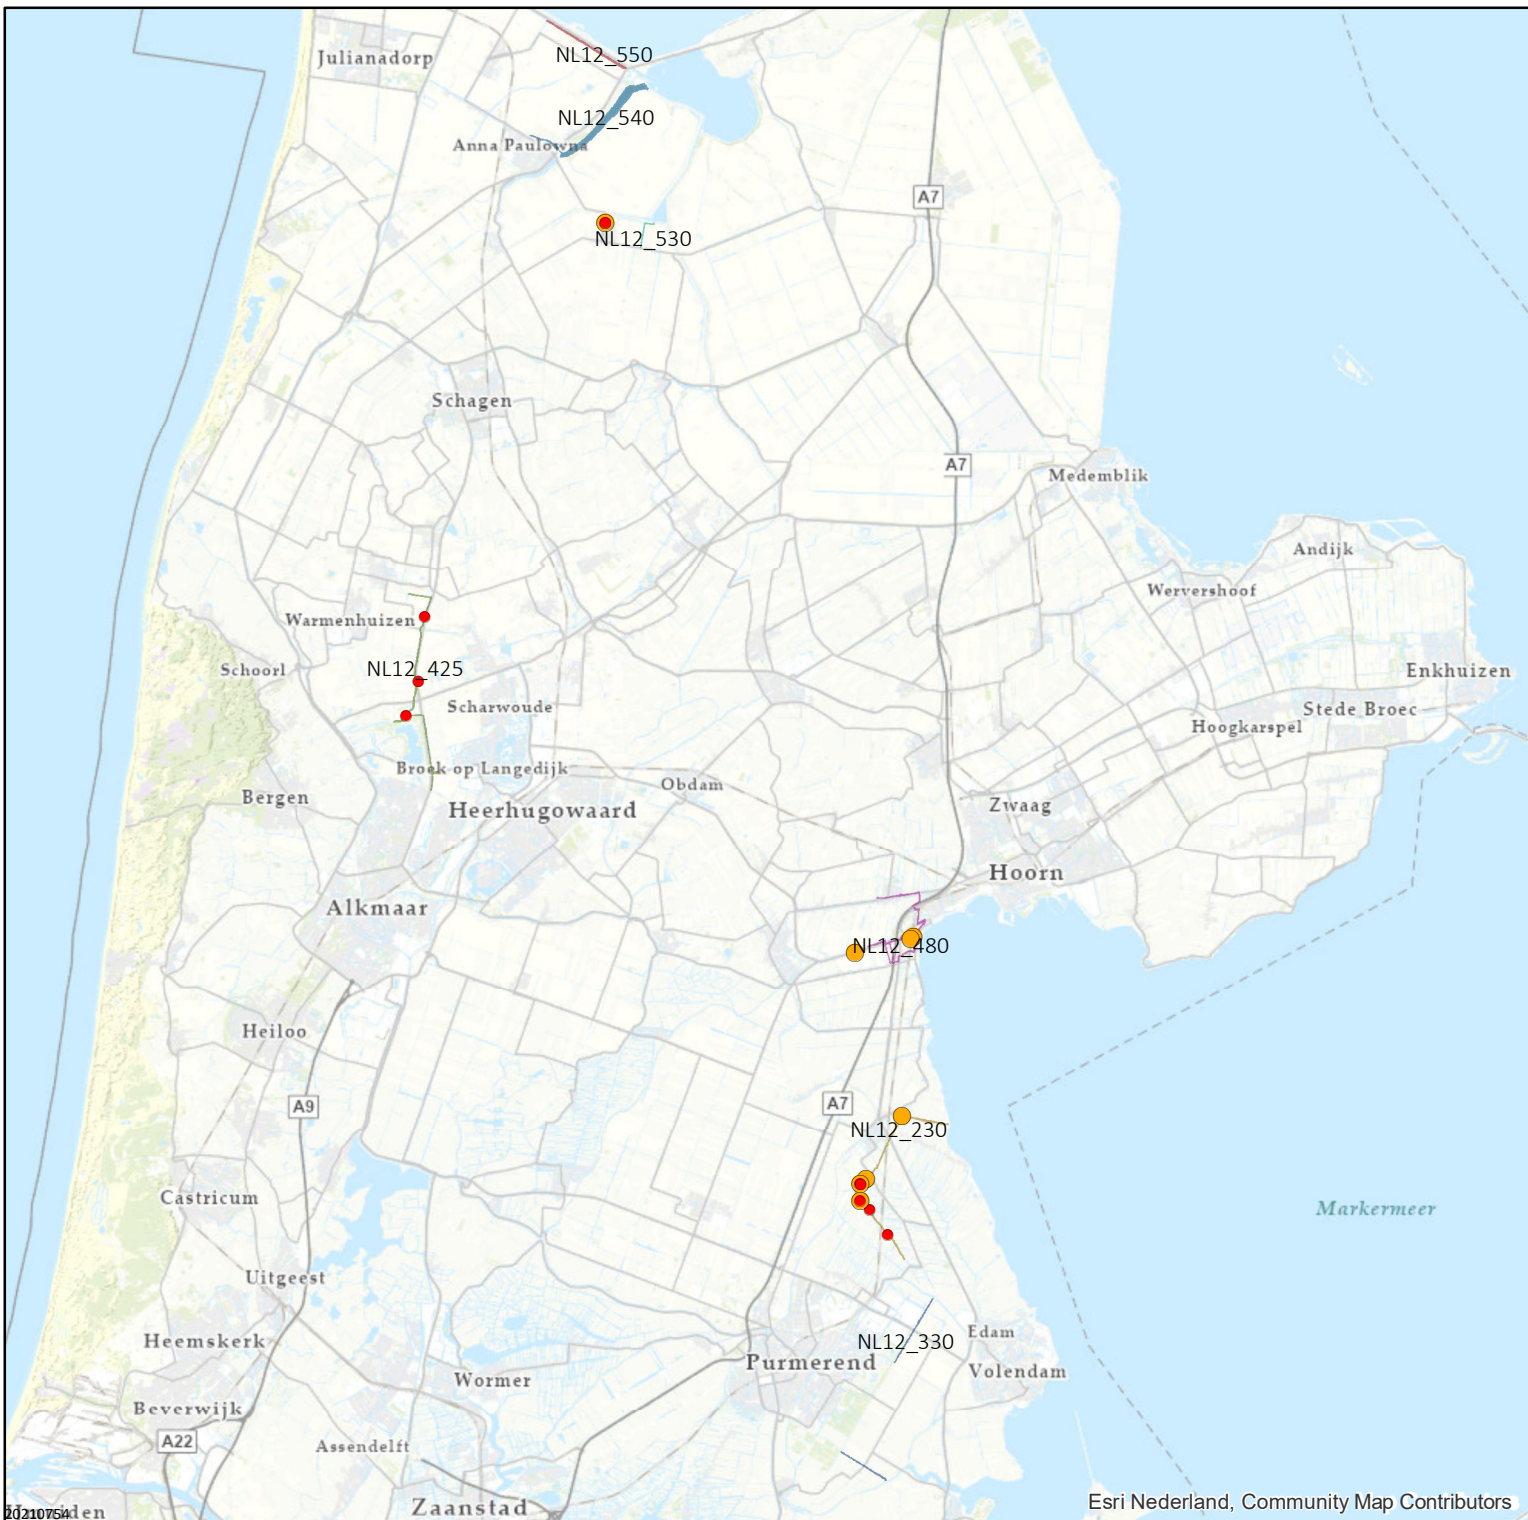 NL12_550
Julianadorp
NL12_540
Anna Paulowna
A7
NL12_530
Schagen
A7
Medemblik
Andijk
Wervershoof
Warmenhuizen
NL12_425
Schoorl
Enkhuizen
Scharwoude
Stede Broec
Hoogkarspel
Broek op Langedijk
Obdam
Bergen
Zwaag
Heerhugowaard
Hoorn
Alkmaar
NL12_480
Heiloo
A9
A7
NL12_230
Castricum
Markermeer
Uitgeest
Heemskerk
NL12_330
Edam
Purmerend
Volendam
Wormer
Beverwijk
A22
Assendelft
Zaanstad
Esri Nederland, Community Map Contributors
20210754